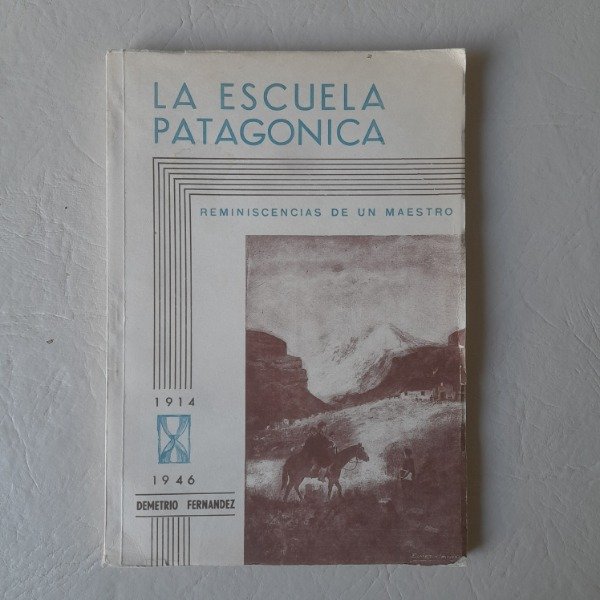 LA ESCUELA
PATAGONICA
REMINISCENCIAS DE UN MAESTRO
1914
1946
DEMETRIO FERNANDEZ